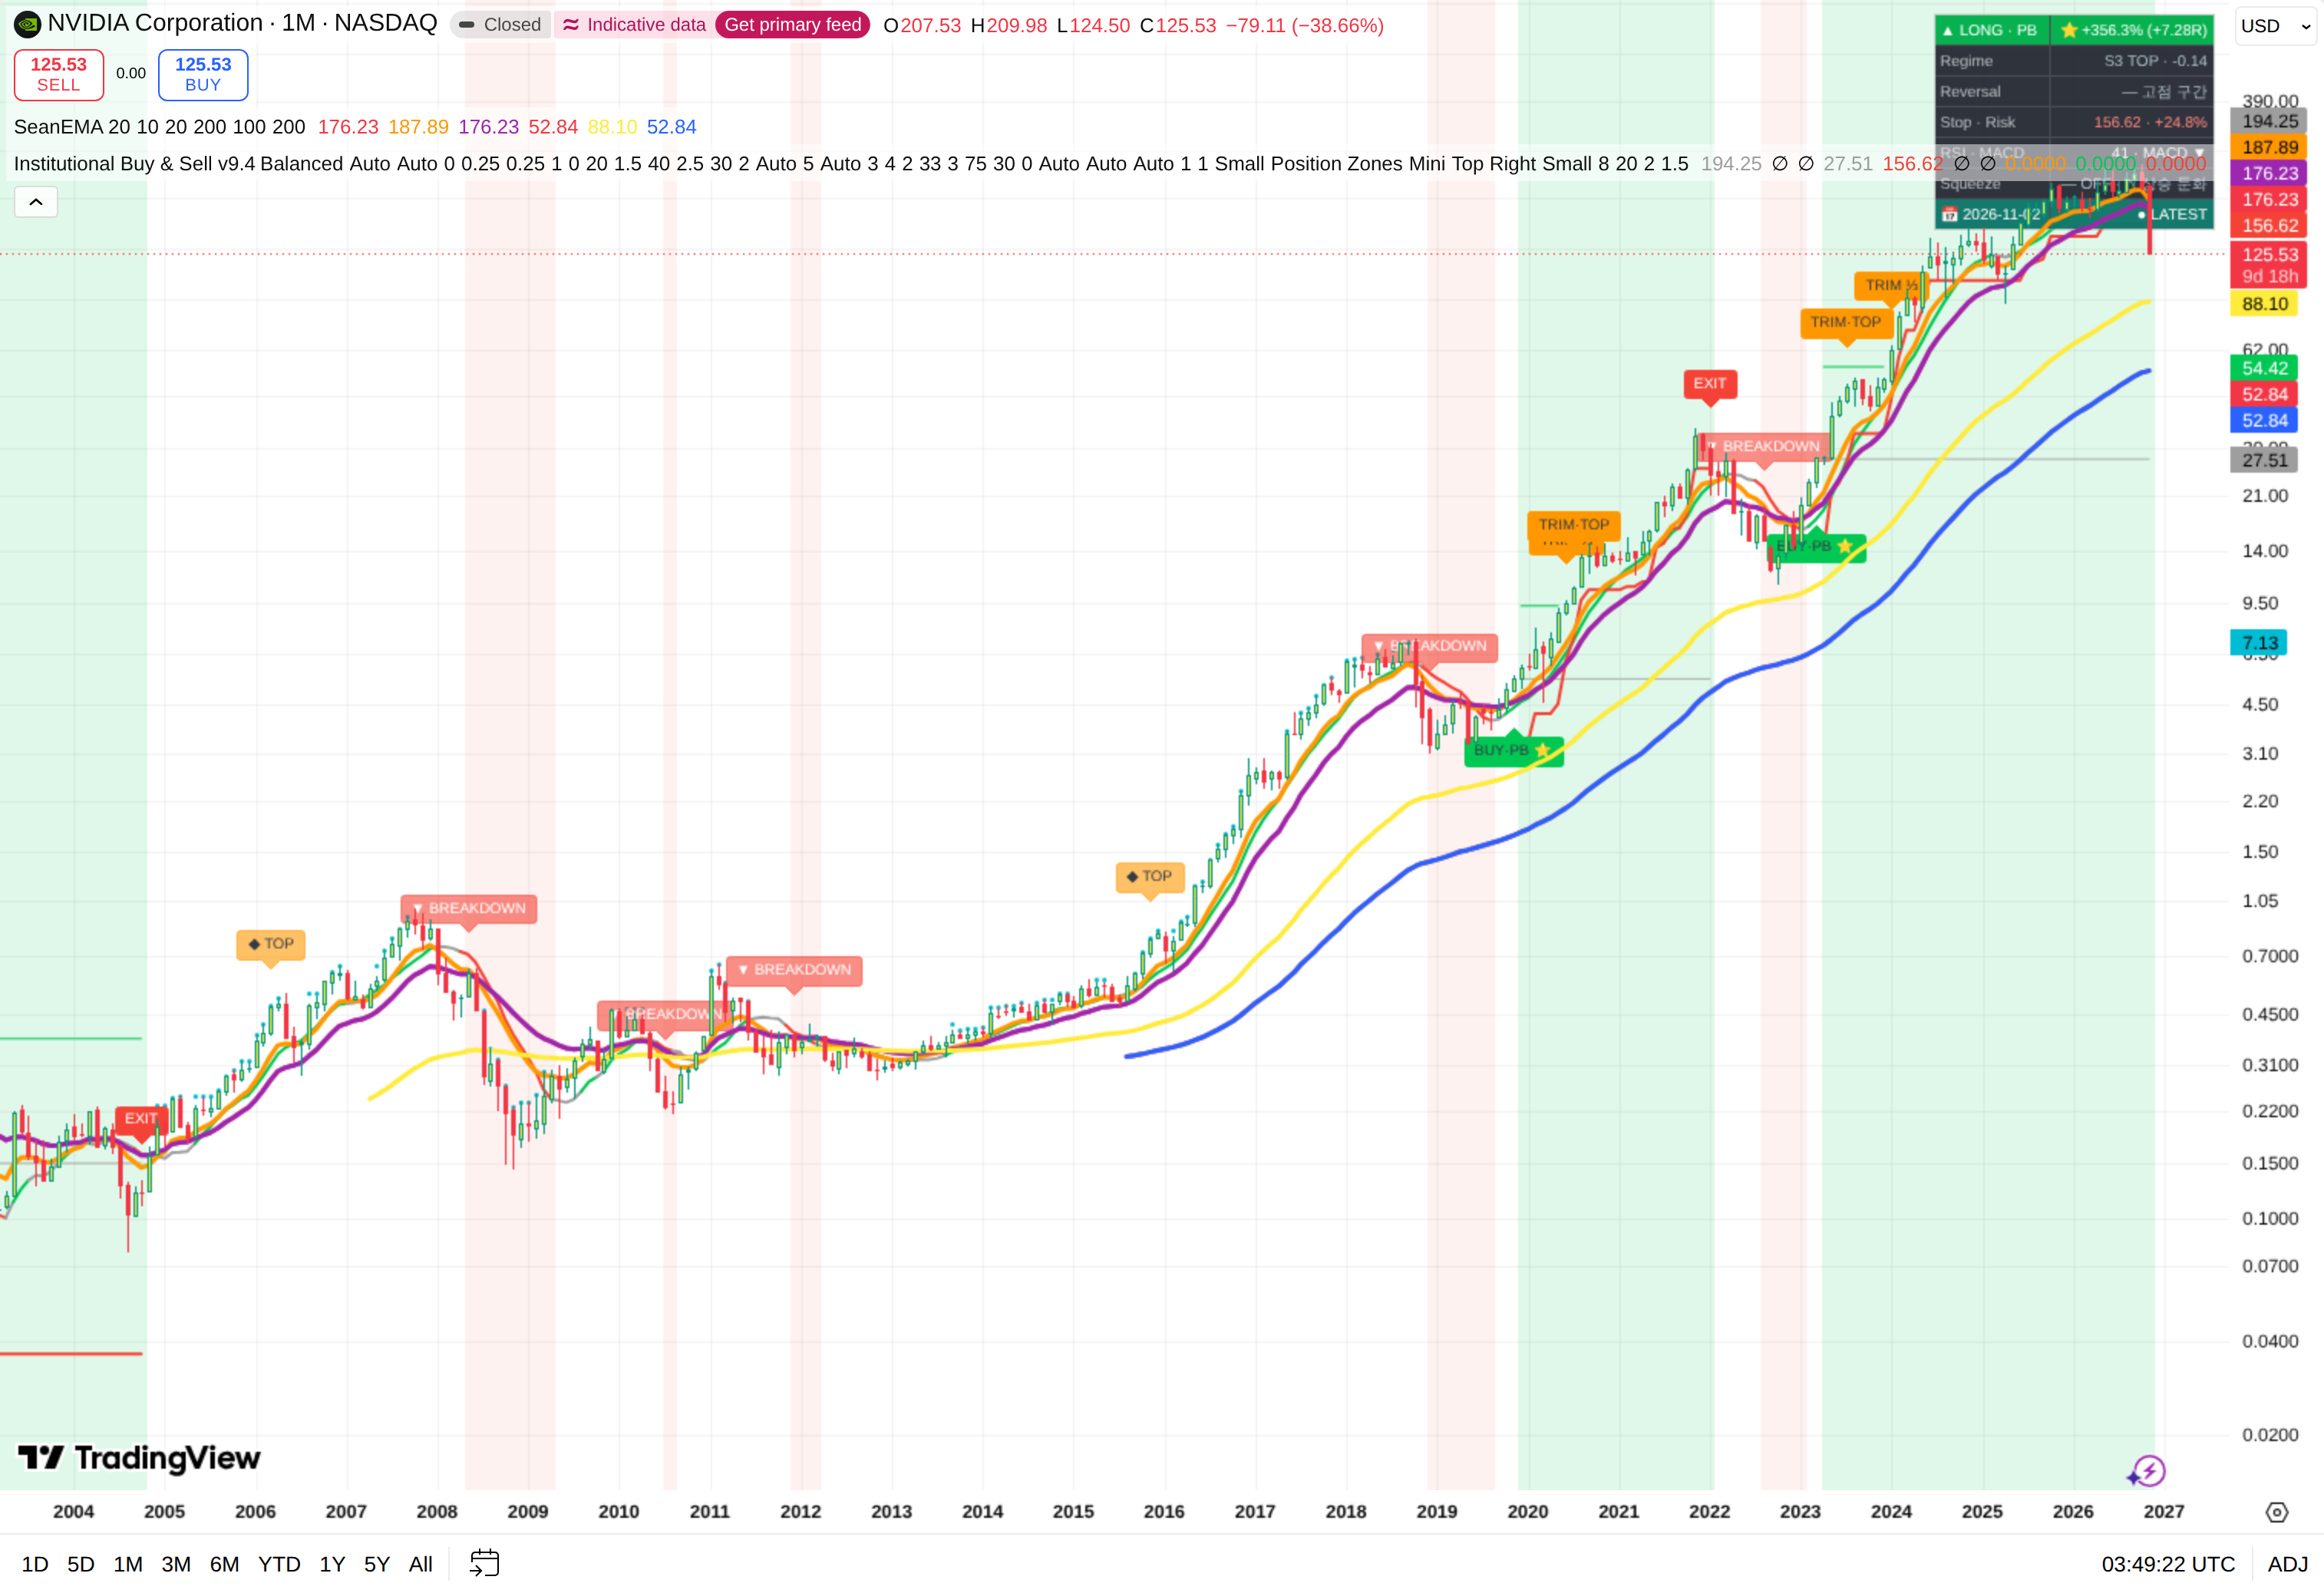 NVIDIA Corporation · 1M · NASDAQ Closed Indicative data Get primary feed O207.53 H209.98 L124.50 C125.53 −79.11 (−38.66%)
125.53 SELL 0.00 125.53 BUY
SeanEMA 20 10 20 200 100 200 176.23 187.89 176.23 52.84 88.10 52.84
Institutional Buy & Sell v9.4 Balanced Auto Auto 0 0.25 0.25 1 0 20 1.5 40 2.5 30 2 Auto 5 Auto 3 4 2 33 3 75 30 0 Auto Auto Auto 1 1 Small Position Zones Mini Top Right Small 8 20 2 1.5 194.25 ∅ ∅ 27.51 156.62 ∅ ∅ 0.0000 0.0000 0.0000
▲ LONG · PB ⭐ +356.3% (+7.28R)
Regime S3 TOP · -0.14
Reversal — 고점 구간
Stop · Risk 156.62 · +24.8%
RSI · MACD 41 · MACD ▼
Squeeze — OFF
📅 2026-11-02 ● LATEST
USD
390.00
194.25
187.89
176.23
176.23
156.62
125.53
9d 18h
88.10
62.00
54.42
52.84
52.84
27.51
21.00
14.00
9.50
7.13
4.50
3.10
2.20
1.50
1.05
0.7000
0.4500
0.3100
0.2200
0.1500
0.1000
0.0700
0.0400
0.0200
TRIM ⅓
TRIM-TOP
EXIT
▼ BREAKDOWN
TRIM-TOP
BUY-PB ⭐
▼ BREAKDOWN
BUY-PB ⭐
◆ TOP
▼ BREAKDOWN
◆ TOP
▼ BREAKDOWN
▼ BREAKDOWN
EXIT
TradingView
2004 2005 2006 2007 2008 2009 2010 2011 2012 2013 2014 2015 2016 2017 2018 2019 2020 2021 2022 2023 2024 2025 2026 2027
1D 5D 1M 3M 6M YTD 1Y 5Y All 03:49:22 UTC ADJ